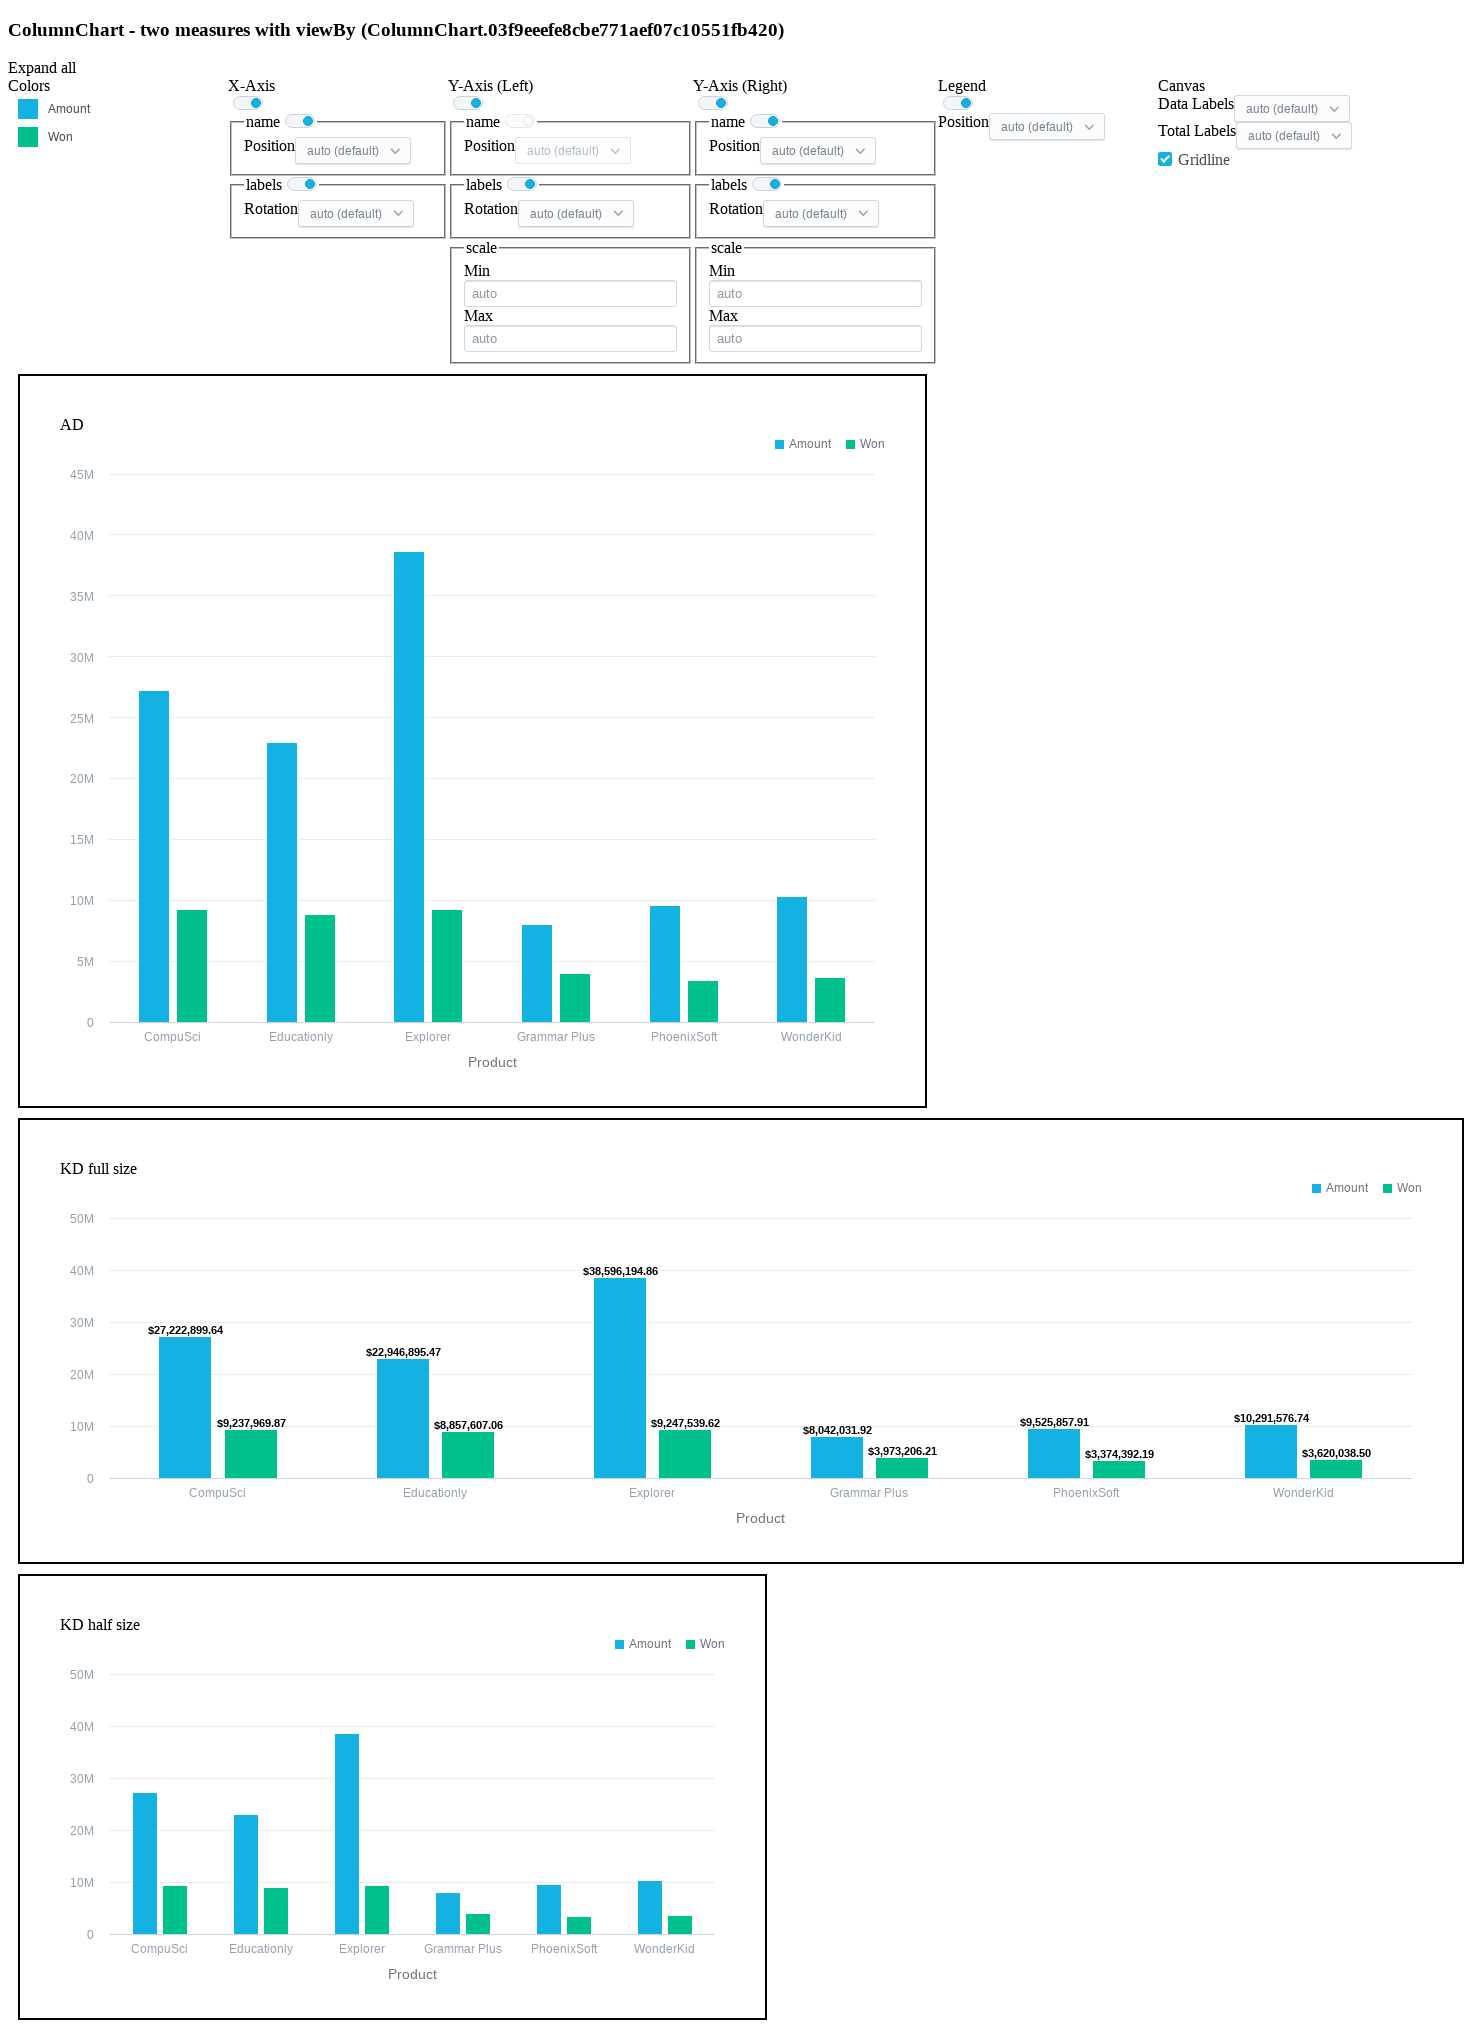 ColumnChart - two measures with viewBy (ColumnChart.03f9eeefe8cbe771aef07c10551fb420)
Expand all
Colors
Amount
Won
X-Axis
name
Position auto (default)
labels
Rotation auto (default)
Y-Axis (Left)
name
Position auto (default)
labels
Rotation auto (default)
scale
Min
auto
Max
auto
Y-Axis (Right)
name
Position auto (default)
labels
Rotation auto (default)
scale
Min
auto
Max
auto
Legend
Position auto (default)
Canvas
Data Labels auto (default)
Total Labels auto (default)
Gridline
AD
Amount Won
45M
40M
35M
30M
25M
20M
15M
10M
5M
0
CompuSci Educationly Explorer Grammar Plus PhoenixSoft WonderKid
Product
KD full size
Amount Won
50M
40M
30M
20M
10M
0
$27,222,899.64
$9,237,969.87
$22,946,895.47
$8,857,607.06
$38,596,194.86
$9,247,539.62
$8,042,031.92
$3,973,206.21
$9,525,857.91
$3,374,392.19
$10,291,576.74
$3,620,038.50
CompuSci Educationly Explorer Grammar Plus PhoenixSoft WonderKid
Product
KD half size
Amount Won
50M
40M
30M
20M
10M
0
CompuSci Educationly Explorer Grammar Plus PhoenixSoft WonderKid
Product